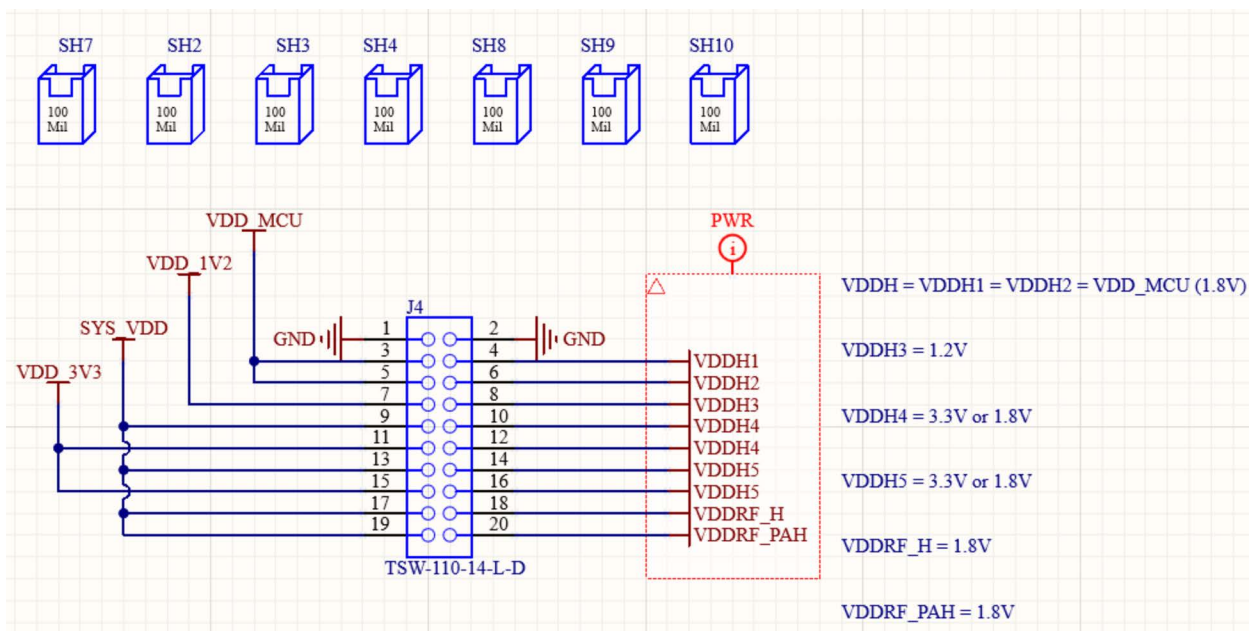 SH7 SH2 SH3 SH4 SH8 SH9 SH10
100 100 100 100 100 100 100
Mil Mil Mil Mil Mil Mil Mil
VDD_MCU
PWR
i
VDD_1V2
VDDH = VDDH1 = VDDH2 = VDD_MCU (1.8V)
J4
SYS_VDD
GND 1 2 GND
VDDH3 = 1.2V
3 4 VDDH1
VDD_3V3
5 6 VDDH2
7 8 VDDH3
9 10 VDDH4
VDDH4 = 3.3V or 1.8V
11 12 VDDH4
13 14 VDDH5
VDDH5 = 3.3V or 1.8V
15 16 VDDH5
17 18 VDDRF_H
19 20 VDDRF_PAH
VDDRF_H = 1.8V
TSW-110-14-L-D
VDDRF_PAH = 1.8V